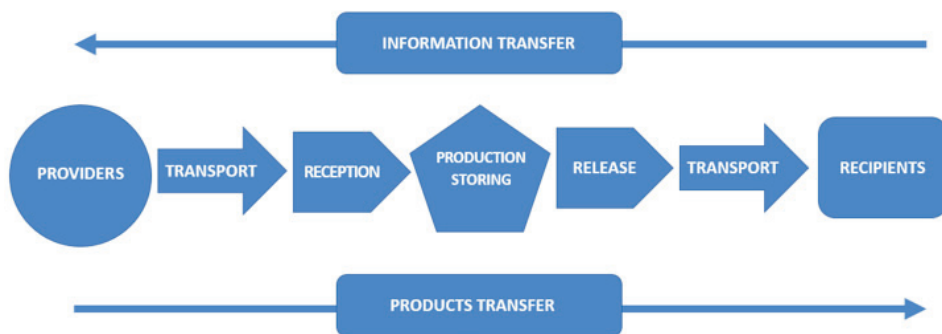 INFORMATION TRANSFER
PROVIDERS
TRANSPORT
RECEPTION
PRODUCTION
STORING
RELEASE
TRANSPORT
RECIPIENTS
PRODUCTS TRANSFER